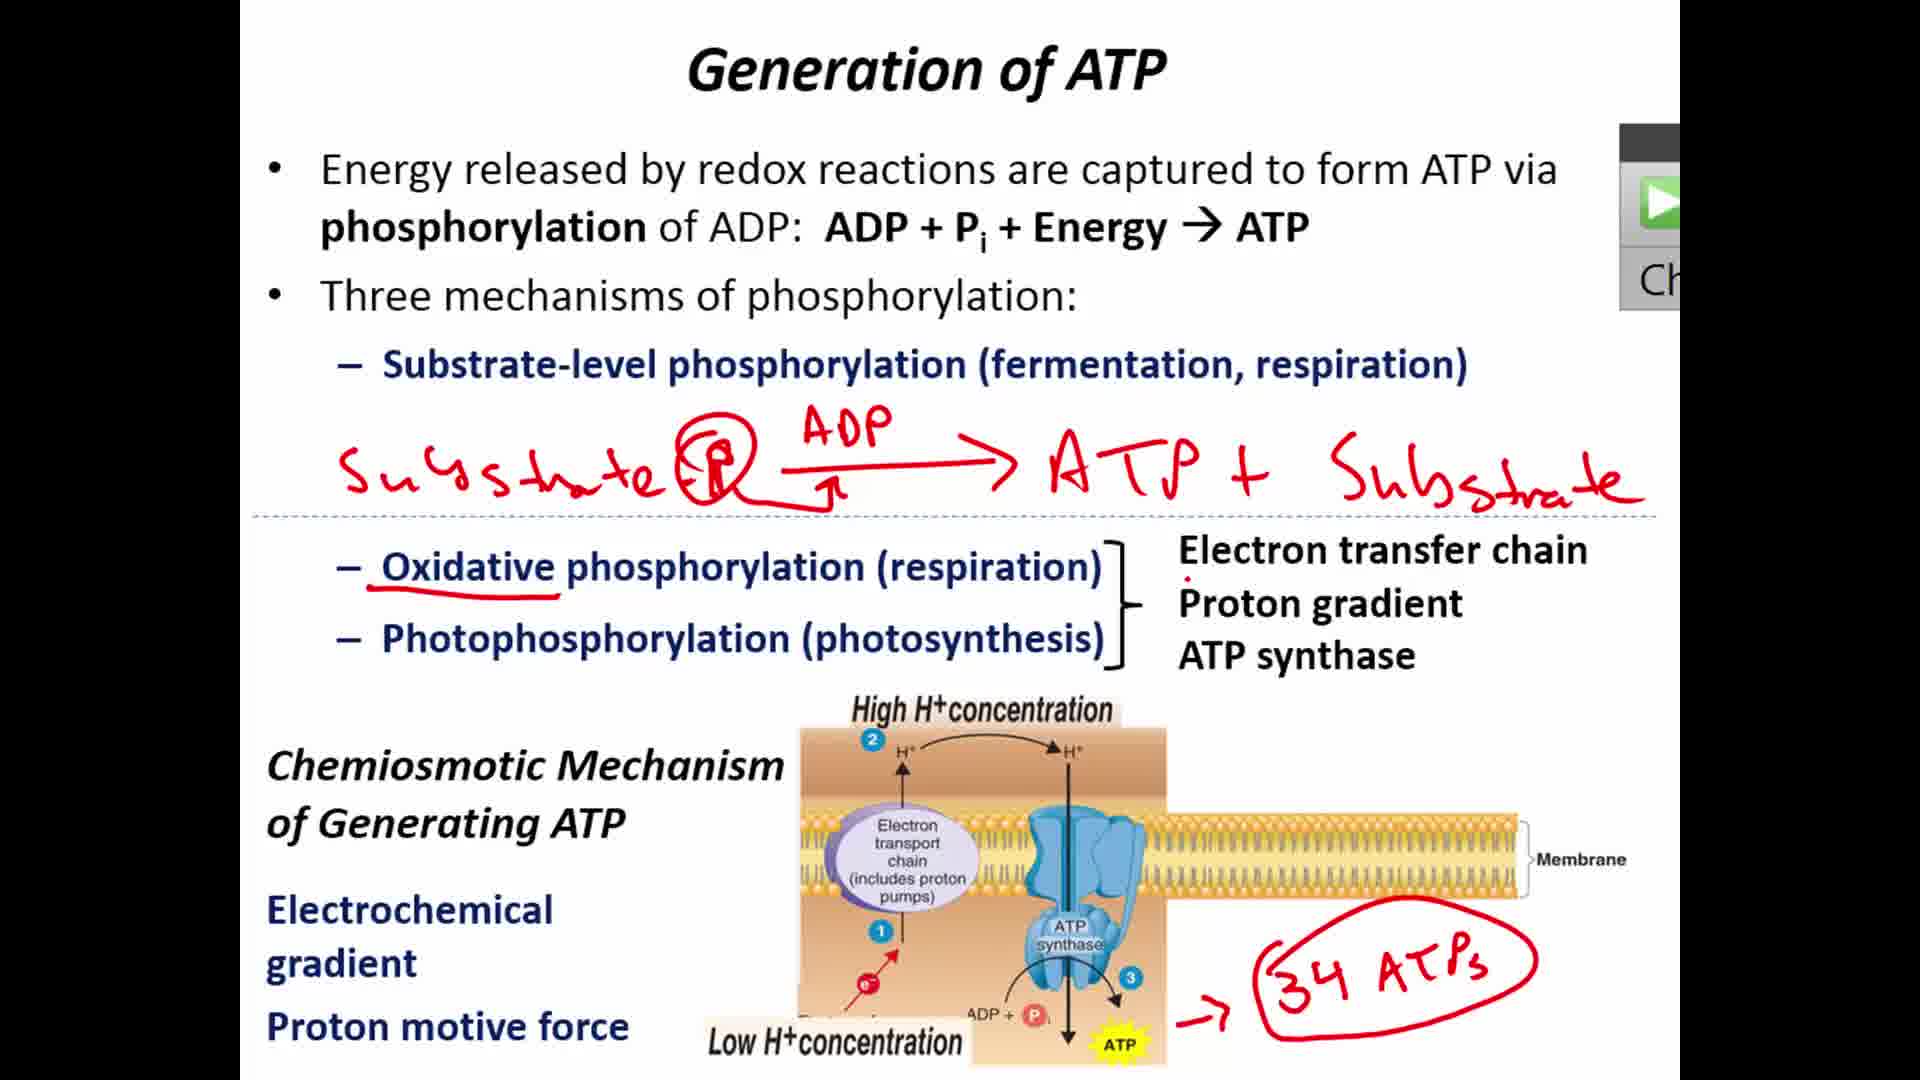 Generation of ATP
• Energy released by redox reactions are captured to form ATP via
phosphorylation of ADP: ADP + Pi + Energy → ATP
• Three mechanisms of phosphorylation:
– Substrate-level phosphorylation (fermentation, respiration)
ADP
Substrate -P → ATP + Substrate
– Oxidative phosphorylation (respiration)
– Photophosphorylation (photosynthesis)
Electron transfer chain
Proton gradient
ATP synthase
Chemiosmotic Mechanism
of Generating ATP
Electrochemical
gradient
Proton motive force
High H+ concentration
2
H+
H+
Electron
transport
chain
(includes proton
pumps)
1
e-
ATP
synthase
3
ADP + P i
ATP
Low H+ concentration
Membrane
→ 34 ATPs